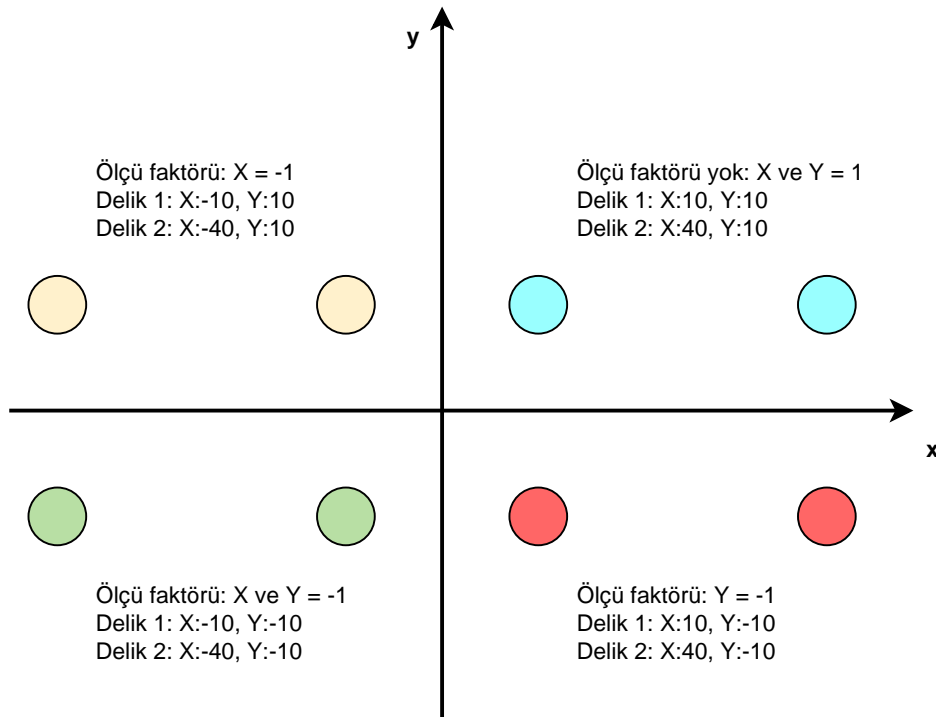 y
Ölçü faktörü: X = -1
Delik 1: X:-10, Y:10
Delik 2: X:-40, Y:10
Ölçü faktörü yok: X ve Y = 1
Delik 1: X:10, Y:10
Delik 2: X:40, Y:10
x
Ölçü faktörü: X ve Y = -1
Delik 1: X:-10, Y:-10
Delik 2: X:-40, Y:-10
Ölçü faktörü: Y = -1
Delik 1: X:10, Y:-10
Delik 2: X:40, Y:-10